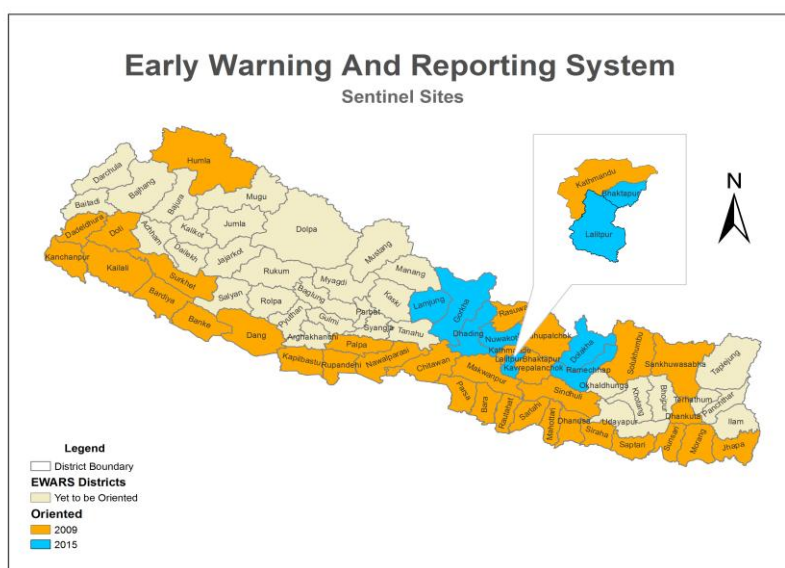 Early Warning And Reporting System
Sentinel Sites
N
Humla
Darchula
Bajhang
Baitadi
Bajura
Mugu
Dadeldhura
Doti
Achham
Kalikot
Jumla
Dolpa
Kanchanpur
Kailali
Dailekh
Jajarkot
Mustang
Manang
Surkhet
Rukum
Myagdi
Bardiya
Salyan
Rolpa
Baglung
Kaski
Lamjung
Gorkha
Banke
Pyuthan
Gulmi
Parbat
Syangja
Tanahu
Dhading
Dang
Arghakhanchi
Palpa
Kapilbastu
Rupandehi
Nawalparasi
Chitawan
Makwanpur
Rasuwa
Nuwakot
Kathmandu
Lalitpur
Bhaktapur
Kavrepalanchok
Dolakha
Ramechhap
Okhaldhunga
Solukhumbu
Sankhuwasabha
Taplejung
Sindhuli
Khotang
Bhojpur
Terhathum
Panchthar
Dhankuta
Ilam
Parsa
Bara
Rautahat
Sarlahi
Mahottari
Dhanusa
Siraha
Udayapur
Saptari
Sunsari
Morang
Jhapa
Kathmandu
Bhaktapur
Lalitpur
Legend
District Boundary
EWARS Districts
Yet to be Oriented
Oriented
2009
2015